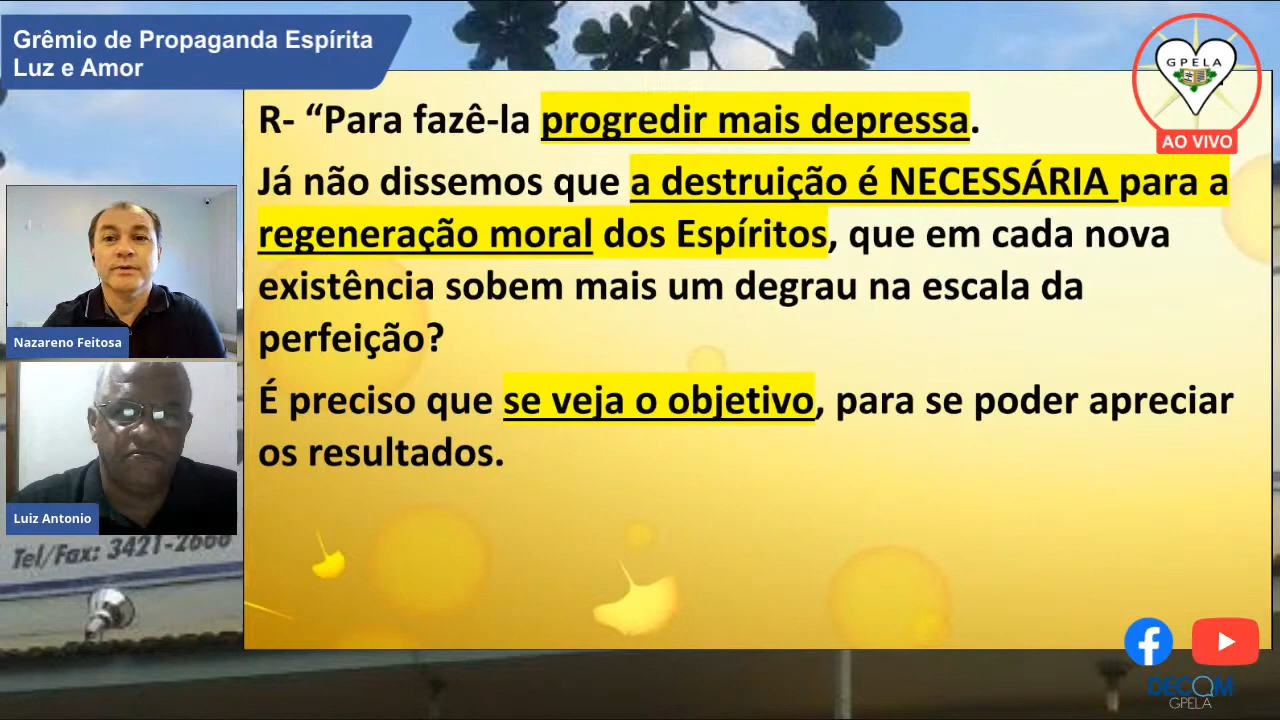 Grêmio de Propaganda Espírita
Luz e Amor
GPELA
AO VIVO
R- “Para fazê-la progredir mais depressa.
Já não dissemos que a destruição é NECESSÁRIA para a
regeneração moral dos Espíritos, que em cada nova
existência sobem mais um degrau na escala da
perfeição?
É preciso que se veja o objetivo, para se poder apreciar
os resultados.
Nazareno Feitosa
Luiz Antonio
Tel/Fax: 3421-2666
DECOM
GPELA